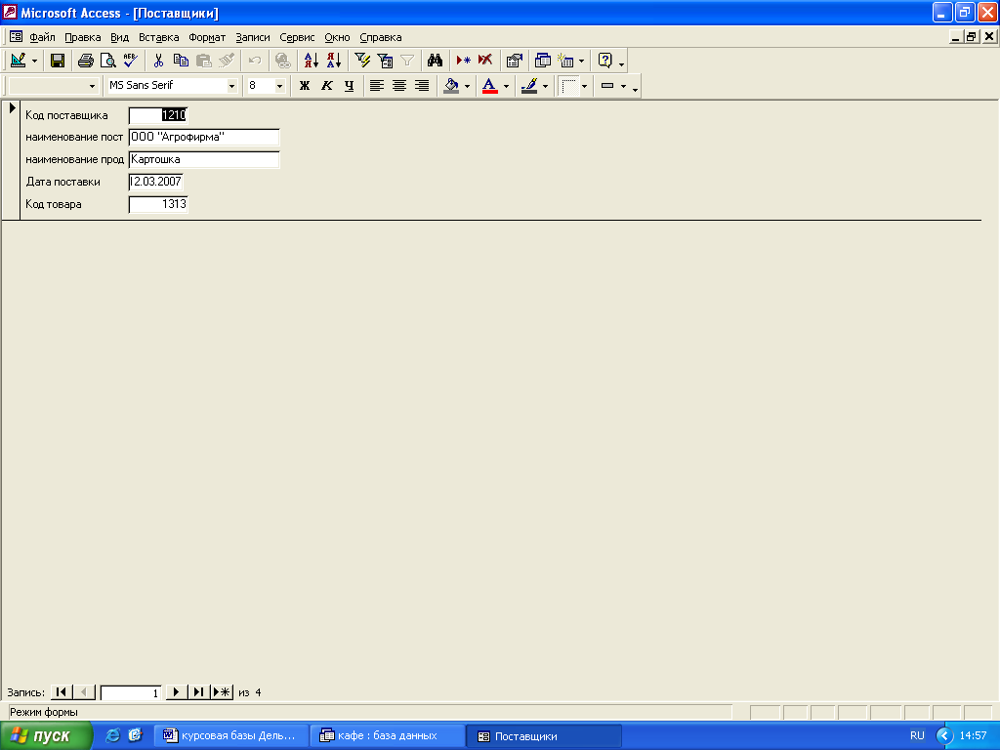 Microsoft Access - [Поставщики]
Файл Правка Вид Вставка Формат Записи Сервис Окно Справка
MS Sans Serif 8 Ж К Ч
Код поставщика 1210
наименование пост ООО "Агрофирма"
наименование прод Картошка
Дата поставки 12.03.2007
Код товара 1313
Запись: 1 из 4
Режим формы
пуск курсовая базы Дель... кафе : база данных Поставщики RU 14:57